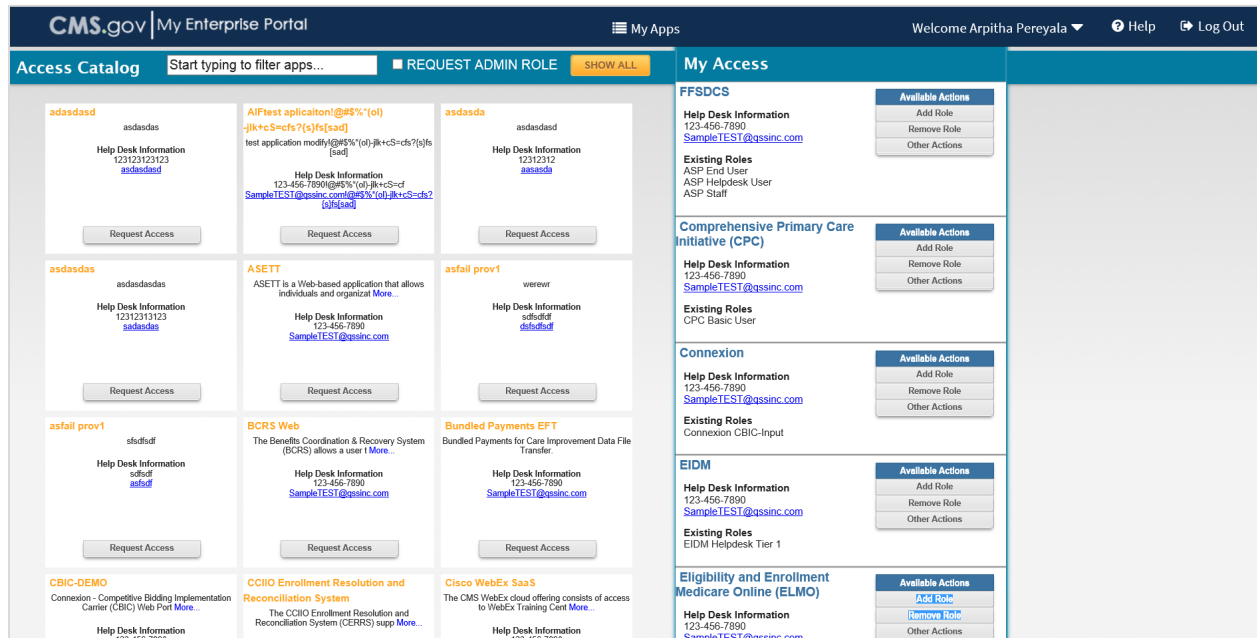 CMS.gov My Enterprise Portal
My Apps
Welcome Arpitha Pereyala
Help
Log Out
Access Catalog
Start typing to filter apps...
REQUEST ADMIN ROLE
SHOW ALL
adasdasd
asdasdas
Help Desk Information
123123123123
asdasdasd
Request Access
AIFtest aplicaiton!@#$%*(ol)
-jlk+cS=cfs?{s}fs[sad]
test application modify!@#$%*(ol)-jlk+cS=cfs?{s}fs
[sad]
Help Desk Information
123-456-7890!@#$%*(ol)-jlk+cS=cf
SampleTEST@qssinc.com!@#$%*(ol)-jlk+cS=cfs?
{s}fs[sad]
Request Access
asdasda
asdasdasd
Help Desk Information
12312312
aasasda
Request Access
asdasdas
asdasdasdas
Help Desk Information
12312313123
sadasdas
Request Access
ASETT
ASETT is a Web-based application that allows
individuals and organizat More...
Help Desk Information
123-456-7890
SampleTEST@qssinc.com
Request Access
asfail prov1
werewr
Help Desk Information
sdfsdfdf
dsfsdfsdf
Request Access
asfail prov1
sfsdfsdf
Help Desk Information
sdfsdf
asfsdf
Request Access
BCRS Web
The Benefits Coordination & Recovery System
(BCRS) allows a user t More...
Help Desk Information
123-456-7890
SampleTEST@qssinc.com
Request Access
Bundled Payments EFT
Bundled Payments for Care Improvement Data File
Transfer.
Help Desk Information
123-456-7890
SampleTEST@qssinc.com
Request Access
CBIC-DEMO
Connexion - Competitive Bidding Implementation
Carrier (CBIC) Web Port More...
Help Desk Information
CCIIO Enrollment Resolution and
Reconciliation System
The CCIIO Enrollment Resolution and
Reconciliation System (CERRS) supp More...
Help Desk Information
Cisco WebEx SaaS
The CMS WebEx cloud offering consists of access
to WebEx Training Cent More...
Help Desk Information
My Access
FFSDCS
Help Desk Information
123-456-7890
SampleTEST@qssinc.com
Existing Roles
ASP End User
ASP Helpdesk User
ASP Staff
Available Actions
Add Role
Remove Role
Other Actions
Comprehensive Primary Care
Initiative (CPC)
Help Desk Information
123-456-7890
SampleTEST@qssinc.com
Existing Roles
CPC Basic User
Available Actions
Add Role
Remove Role
Other Actions
Connexion
Help Desk Information
123-456-7890
SampleTEST@qssinc.com
Existing Roles
Connexion CBIC-Input
Available Actions
Add Role
Remove Role
Other Actions
EIDM
Help Desk Information
123-456-7890
SampleTEST@qssinc.com
Existing Roles
EIDM Helpdesk Tier 1
Available Actions
Add Role
Remove Role
Other Actions
Eligibility and Enrollment
Medicare Online (ELMO)
Help Desk Information
123-456-7890
SampleTEST@qssinc.com
Available Actions
Add Role
Remove Role
Other Actions